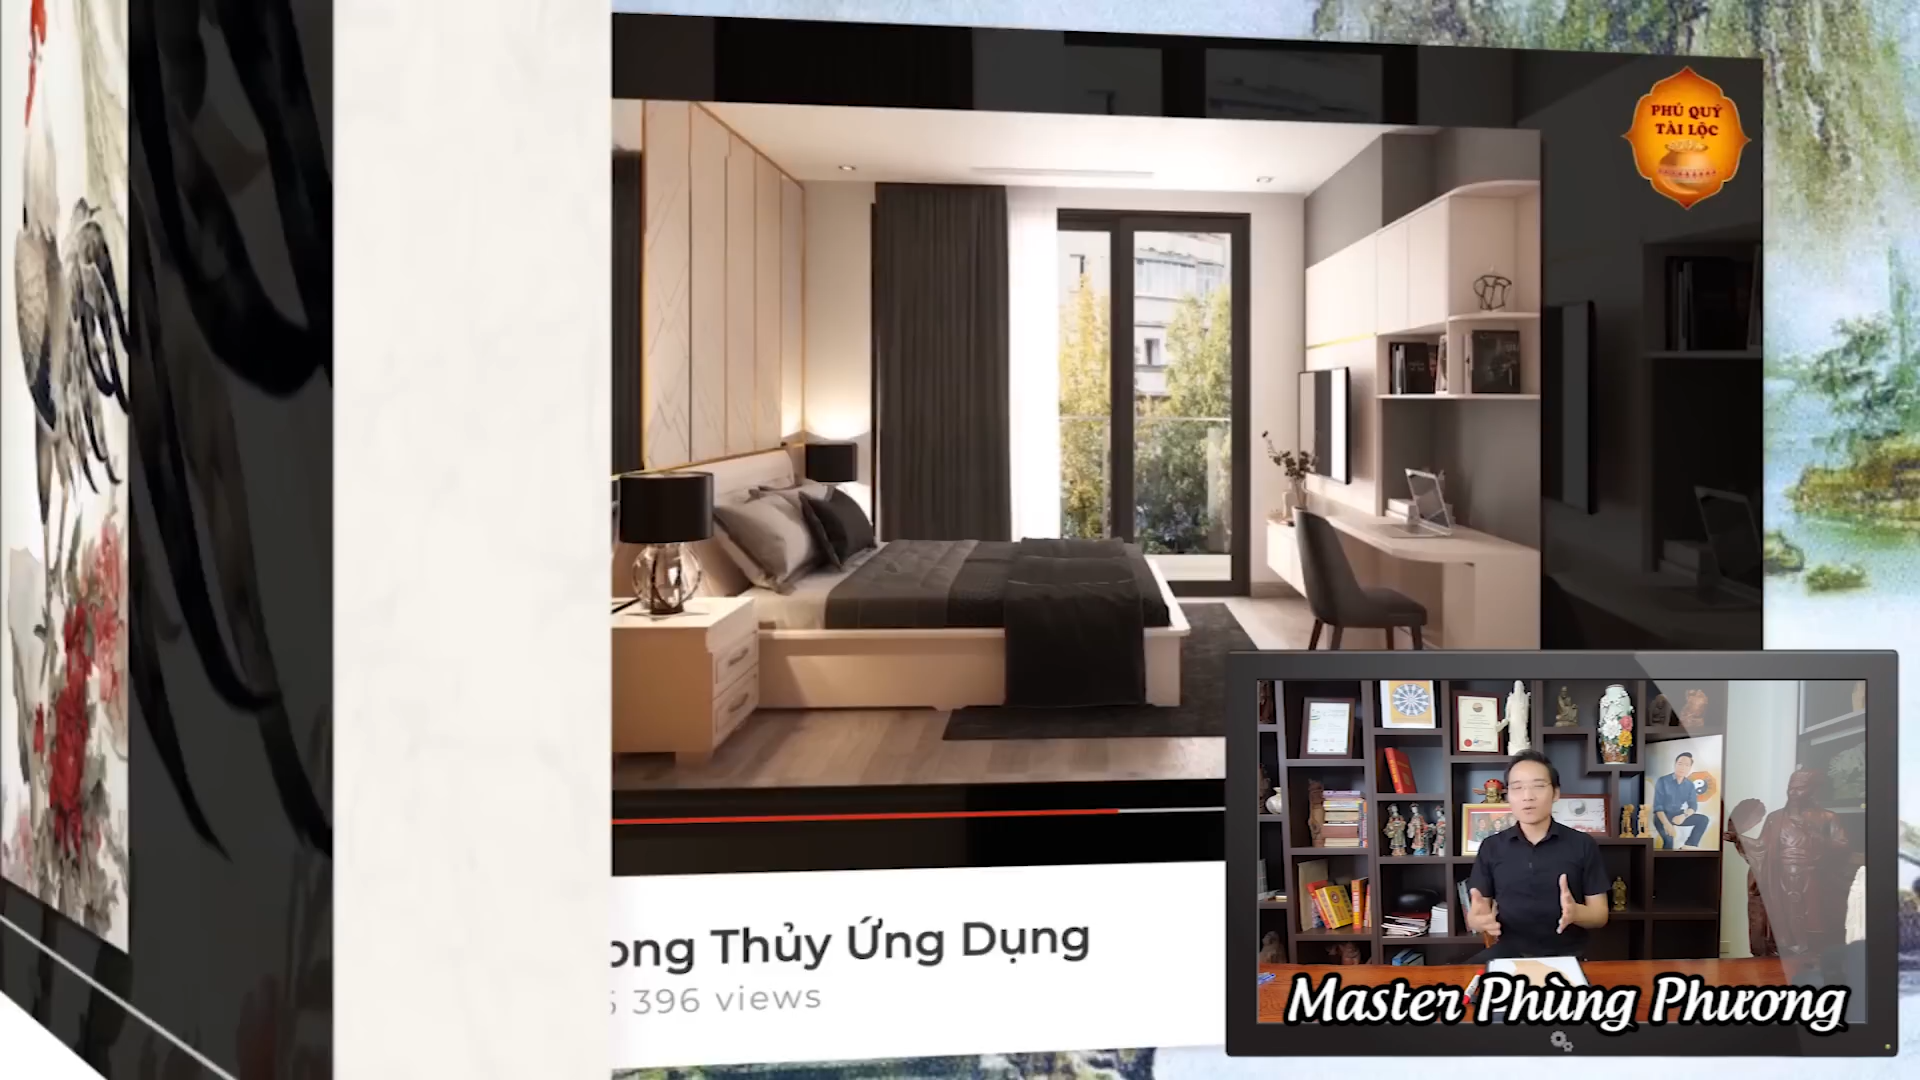 PHÚ QUÝ
TÀI LỘC
ong Thủy Ứng Dụng
396 views
Master Phùng Phương